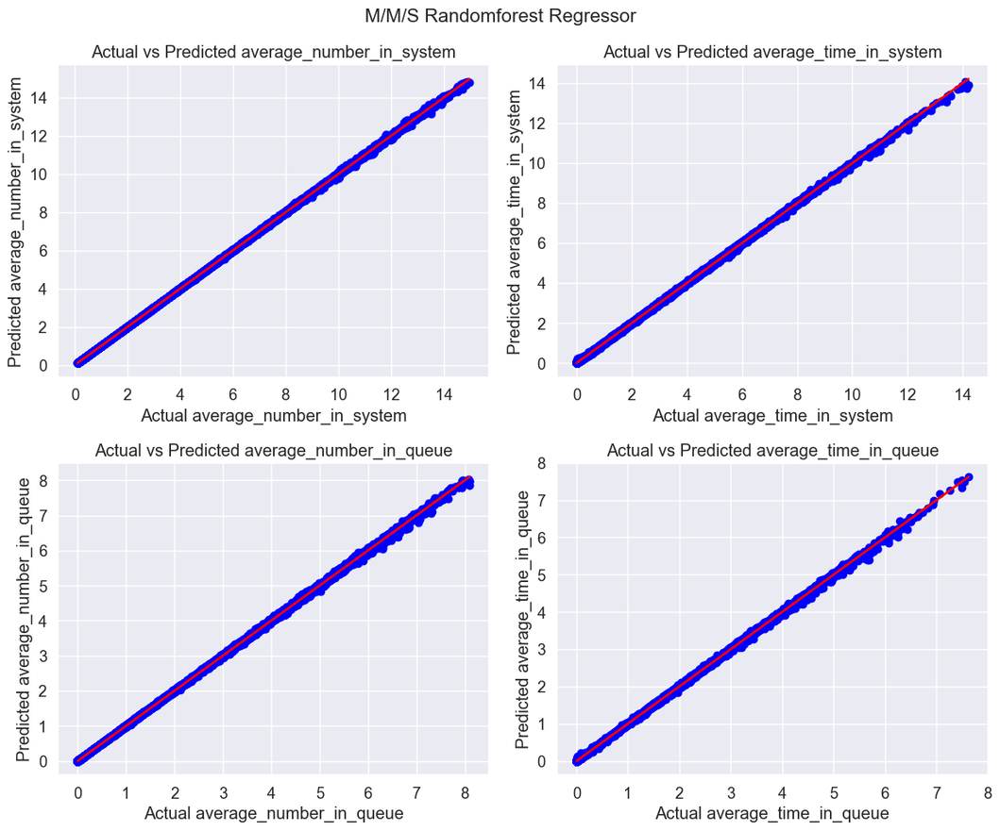 M/M/S Randomforest Regressor
Actual vs Predicted average_number_in_system
Predicted average_number_in_system
14
12
10
8
6
4
2
0
0 2 4 6 8 10 12 14
Actual average_number_in_system
Actual vs Predicted average_time_in_system
Predicted average_time_in_system
14
12
10
8
6
4
2
0
0 2 4 6 8 10 12 14
Actual average_time_in_system
Actual vs Predicted average_number_in_queue
Predicted average_number_in_queue
8
7
6
5
4
3
2
1
0
0 1 2 3 4 5 6 7 8
Actual average_number_in_queue
Actual vs Predicted average_time_in_queue
Predicted average_time_in_queue
8
7
6
5
4
3
2
1
0
0 1 2 3 4 5 6 7 8
Actual average_time_in_queue